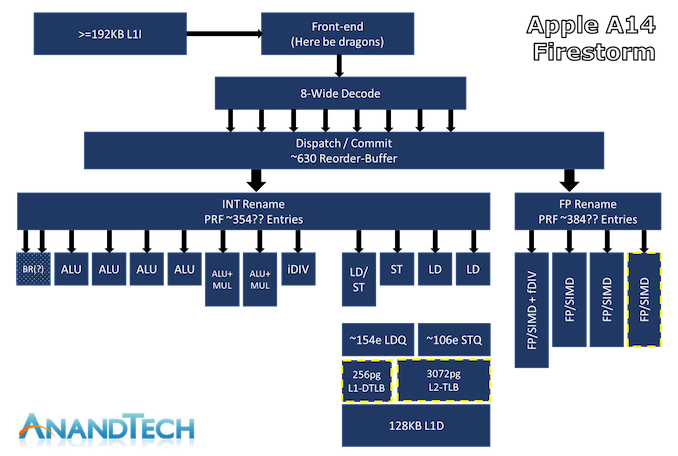 Apple A14
Firestorm
>=192KB L1I
Front-end
(Here be dragons)
8-Wide Decode
Dispatch / Commit
~630 Reorder-Buffer
INT Rename
PRF ~354?? Entries
FP Rename
PRF ~384?? Entries
BR(?)
ALU
ALU
ALU
ALU
ALU+
MUL
ALU+
MUL
iDIV
LD/
ST
ST
LD
LD
FP/SIMD + fDIV
FP/SIMD
FP/SIMD
FP/SIMD
~154e LDQ
~106e STQ
256pg
L1-DTLB
3072pg
L2-TLB
128KB L1D
ANANDTECH